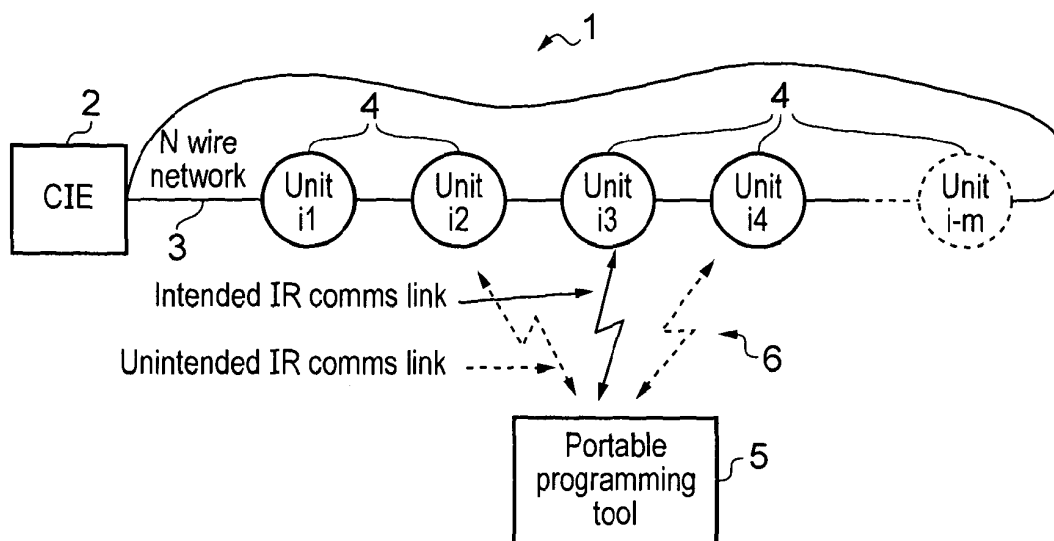 1
2
4
4
N wire
network
CIE
Unit
i1
Unit
i2
Unit
i3
Unit
i4
Unit
i-m
3
Intended IR comms link
Unintended IR comms link
6
Portable
programming
tool
5